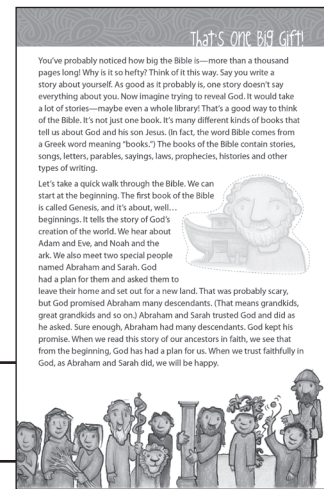 That's One Big Gift!
You've probably noticed how big the Bible is—more than a thousand
pages long! Why is it so hefty? Think of it this way. Say you write a
story about yourself. As good as it probably is, one story doesn't say
everything about you. Now imagine trying to reveal God. It would take
a lot of stories—maybe even a whole library! That's a good way to think
of the Bible. It's not just one book. It's many different kinds of books that
tell us about God and his son Jesus. (In fact, the word Bible comes from
a Greek word meaning "books.") The books of the Bible contain stories,
songs, letters, parables, sayings, laws, prophecies, histories and other
types of writing.
Let's take a quick walk through the Bible. We can
start at the beginning. The first book of the Bible
is called Genesis, and it's about, well…
beginnings. It tells the story of God's
creation of the world. We hear about
Adam and Eve, and Noah and the
ark. We also meet two special people
named Abraham and Sarah. God
had a plan for them and asked them to
leave their home and set out for a new land. That was probably scary,
but God promised Abraham many descendants. (That means grandkids,
great grandkids and so on.) Abraham and Sarah trusted God and did as
he asked. Sure enough, Abraham had many descendants. God kept his
promise. When we read this story of our ancestors in faith, we see that
from the beginning, God has had a plan for us. When we trust faithfully in
God, as Abraham and Sarah did, we will be happy.